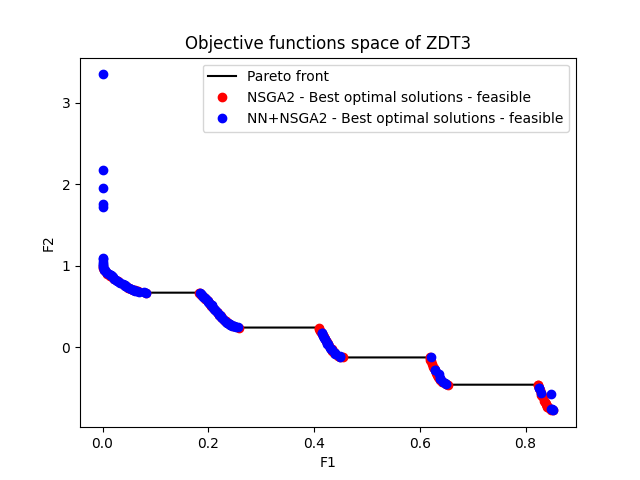 Objective functions space of ZDT3
Pareto front
NSGA2 - Best optimal solutions - feasible
NN+NSGA2 - Best optimal solutions - feasible
F2
3
2
1
0
0.0 0.2 0.4 0.6 0.8
F1